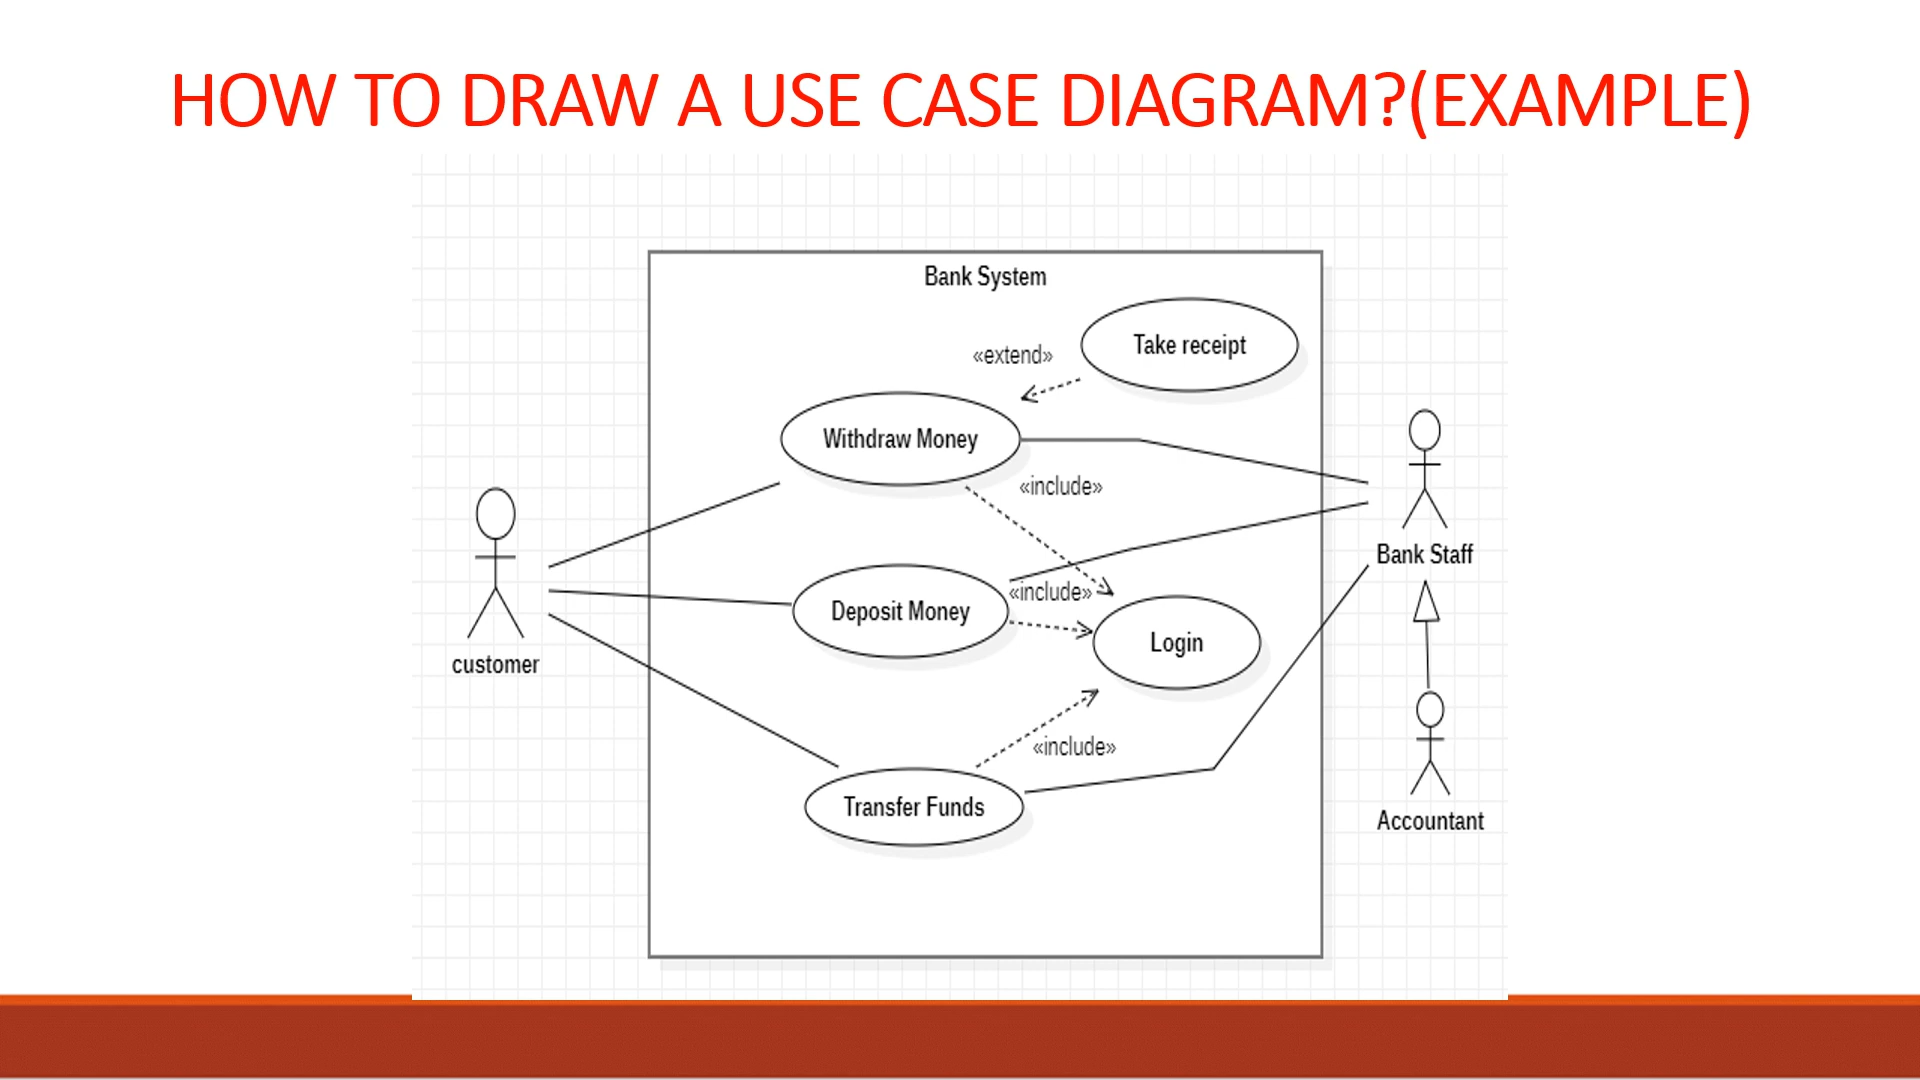 HOW TO DRAW A USE CASE DIAGRAM?(EXAMPLE)
Bank System
Take receipt
«extend»
Withdraw Money
«include»
Bank Staff
«include»
Deposit Money
Login
customer
«include»
Transfer Funds
Accountant